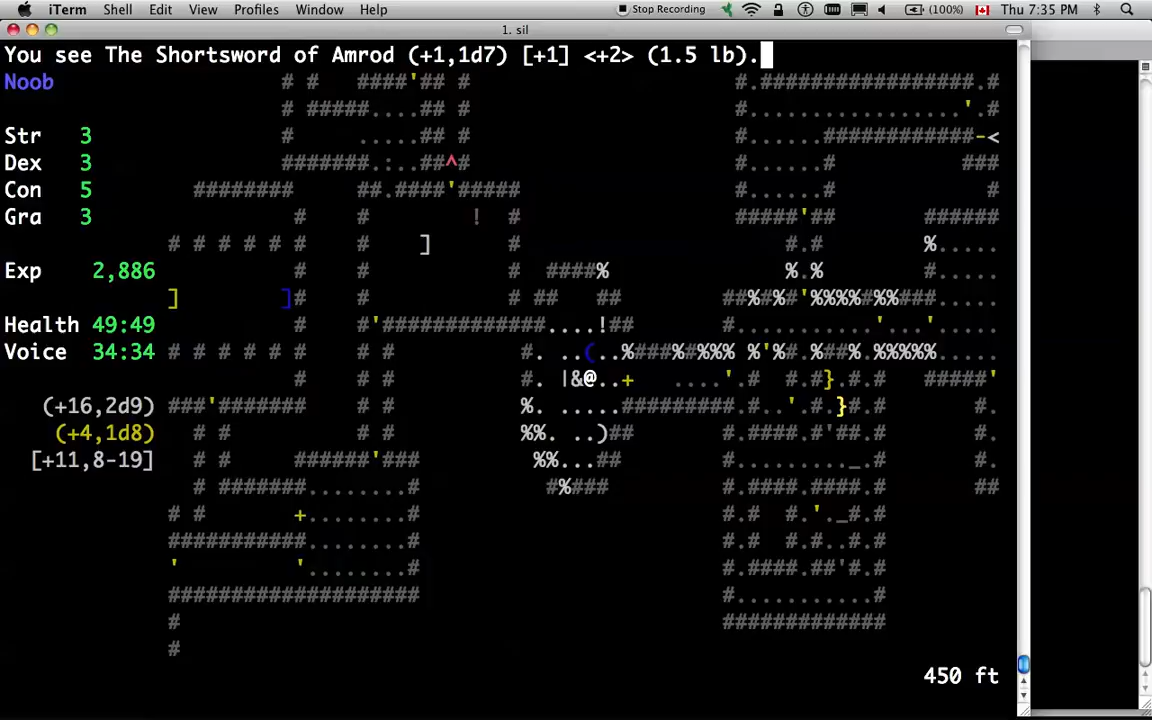 iTerm Shell Edit View Profiles Window Help Stop Recording (100%) Thu 7:35 PM
1. sil
You see The Shortsword of Amrod (+1,1d7) [+1] <+2> (1.5 lb).
Noob
Str 3
Dex 3
Con 5
Gra 3
Exp 2,886
Health 49:49
Voice 34:34
(+16,2d9)
(+4,1d8)
[+11,8-19]
450 ft